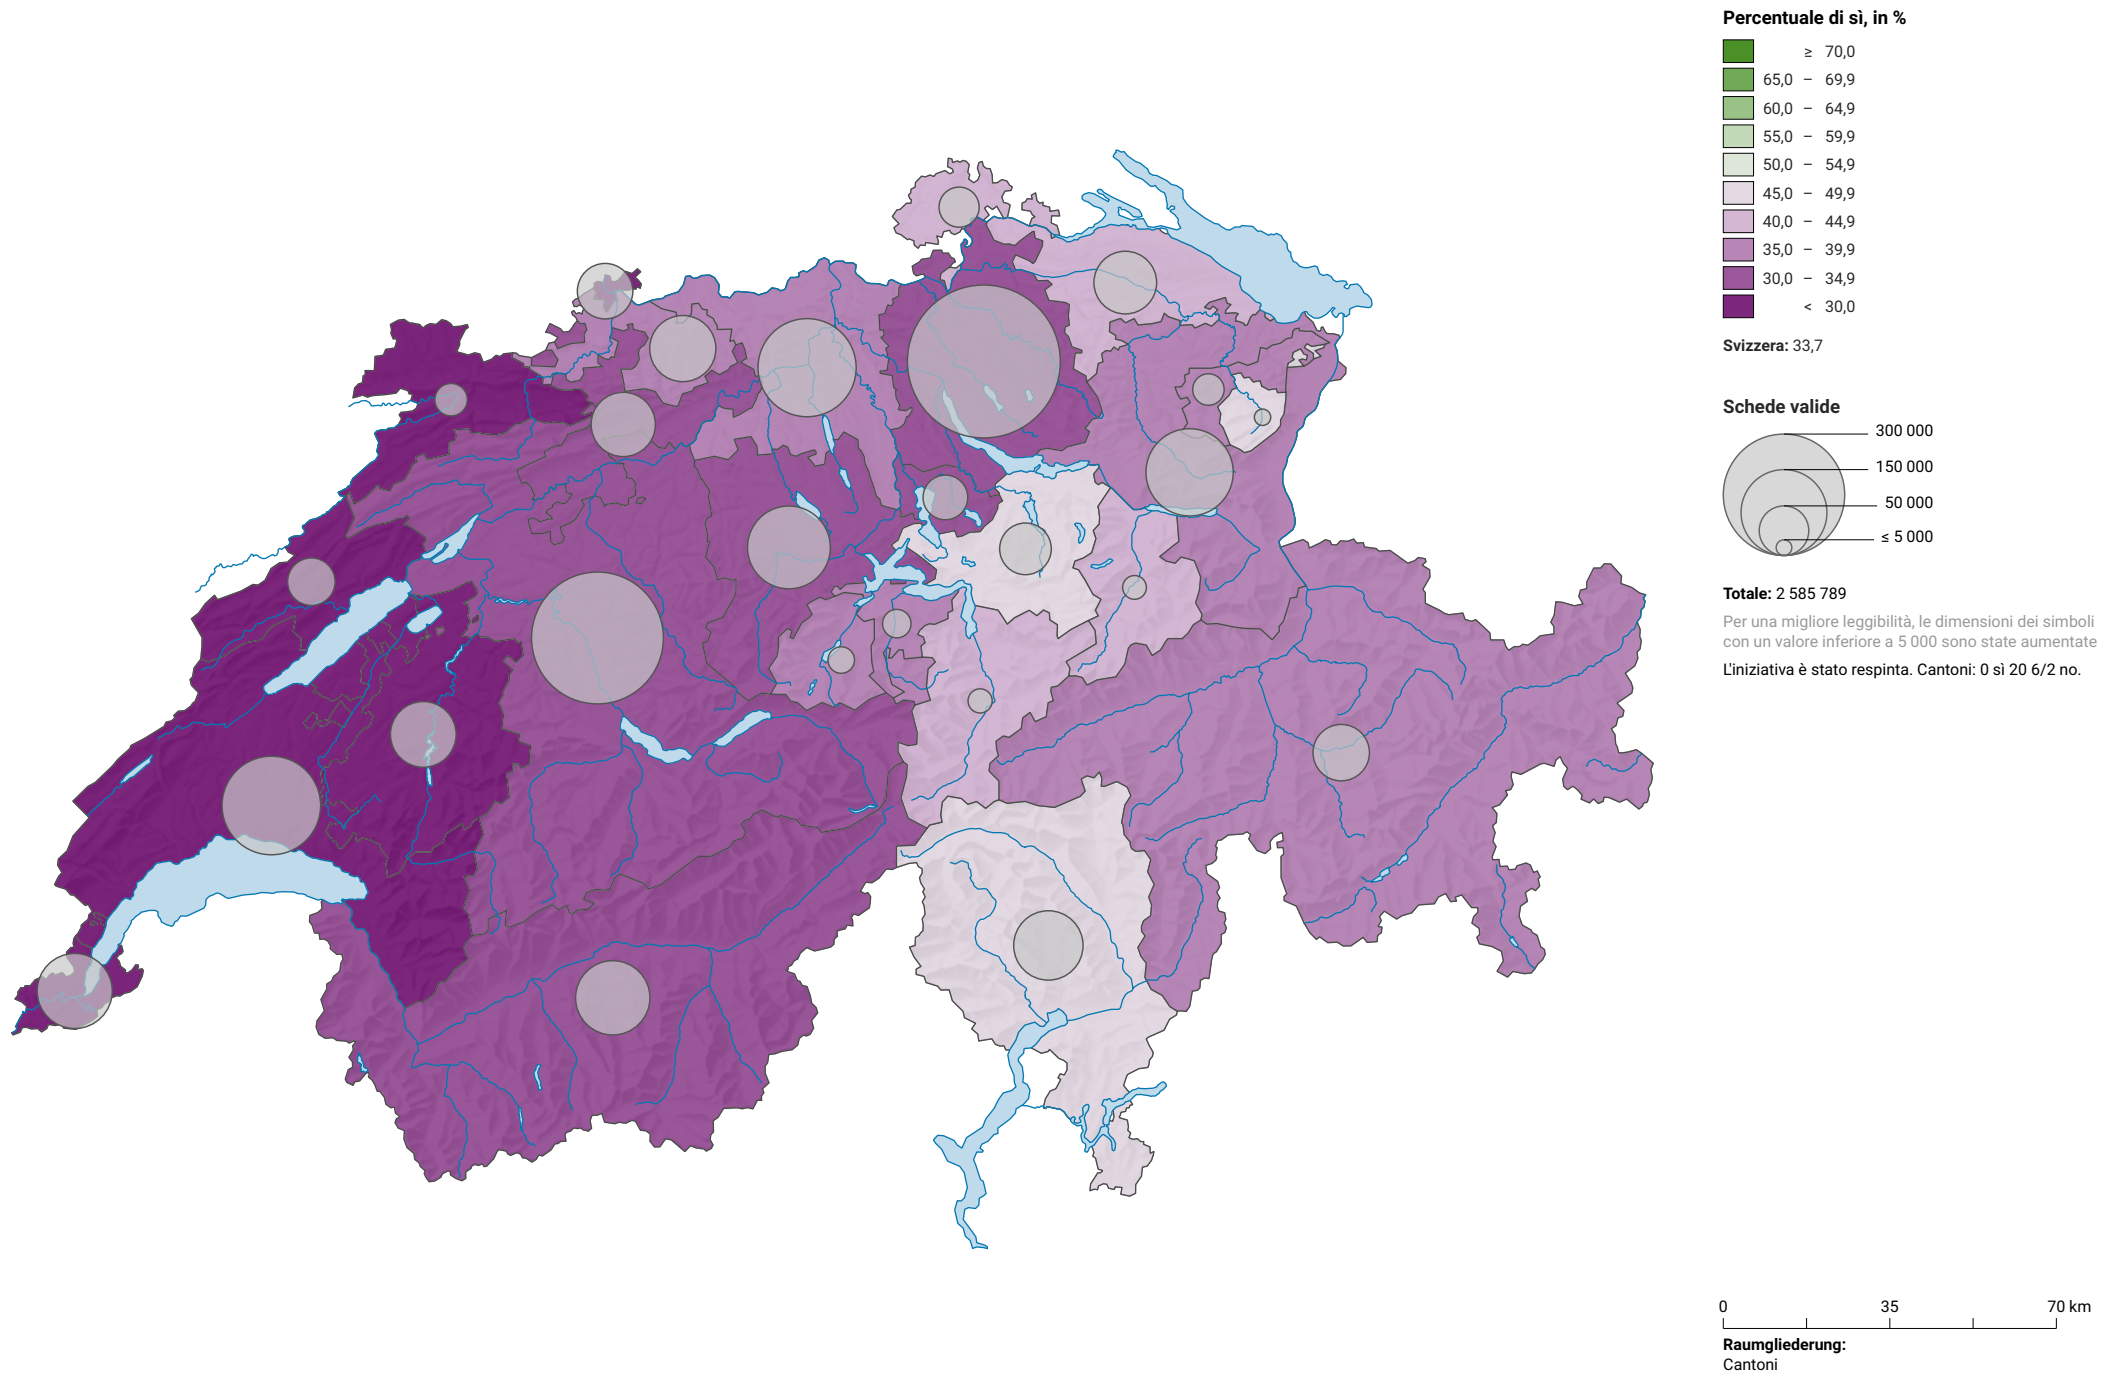 Percentuale di sì, in %
≥ 70,0
65,0 – 69,9
60,0 – 64,9
55,0 – 59,9
50,0 – 54,9
45,0 – 49,9
40,0 – 44,9
35,0 – 39,9
30,0 – 34,9
< 30,0
Svizzera: 33,7
Schede valide
300 000
150 000
50 000
≤ 5 000
Totale: 2 585 789
Per una migliore leggibilità, le dimensioni dei simboli
con un valore inferiore a 5 000 sono state aumentate
L'iniziativa è stato respinta. Cantoni: 0 sì 20 6/2 no.
0 35 70 km
Raumgliederung:
Cantoni